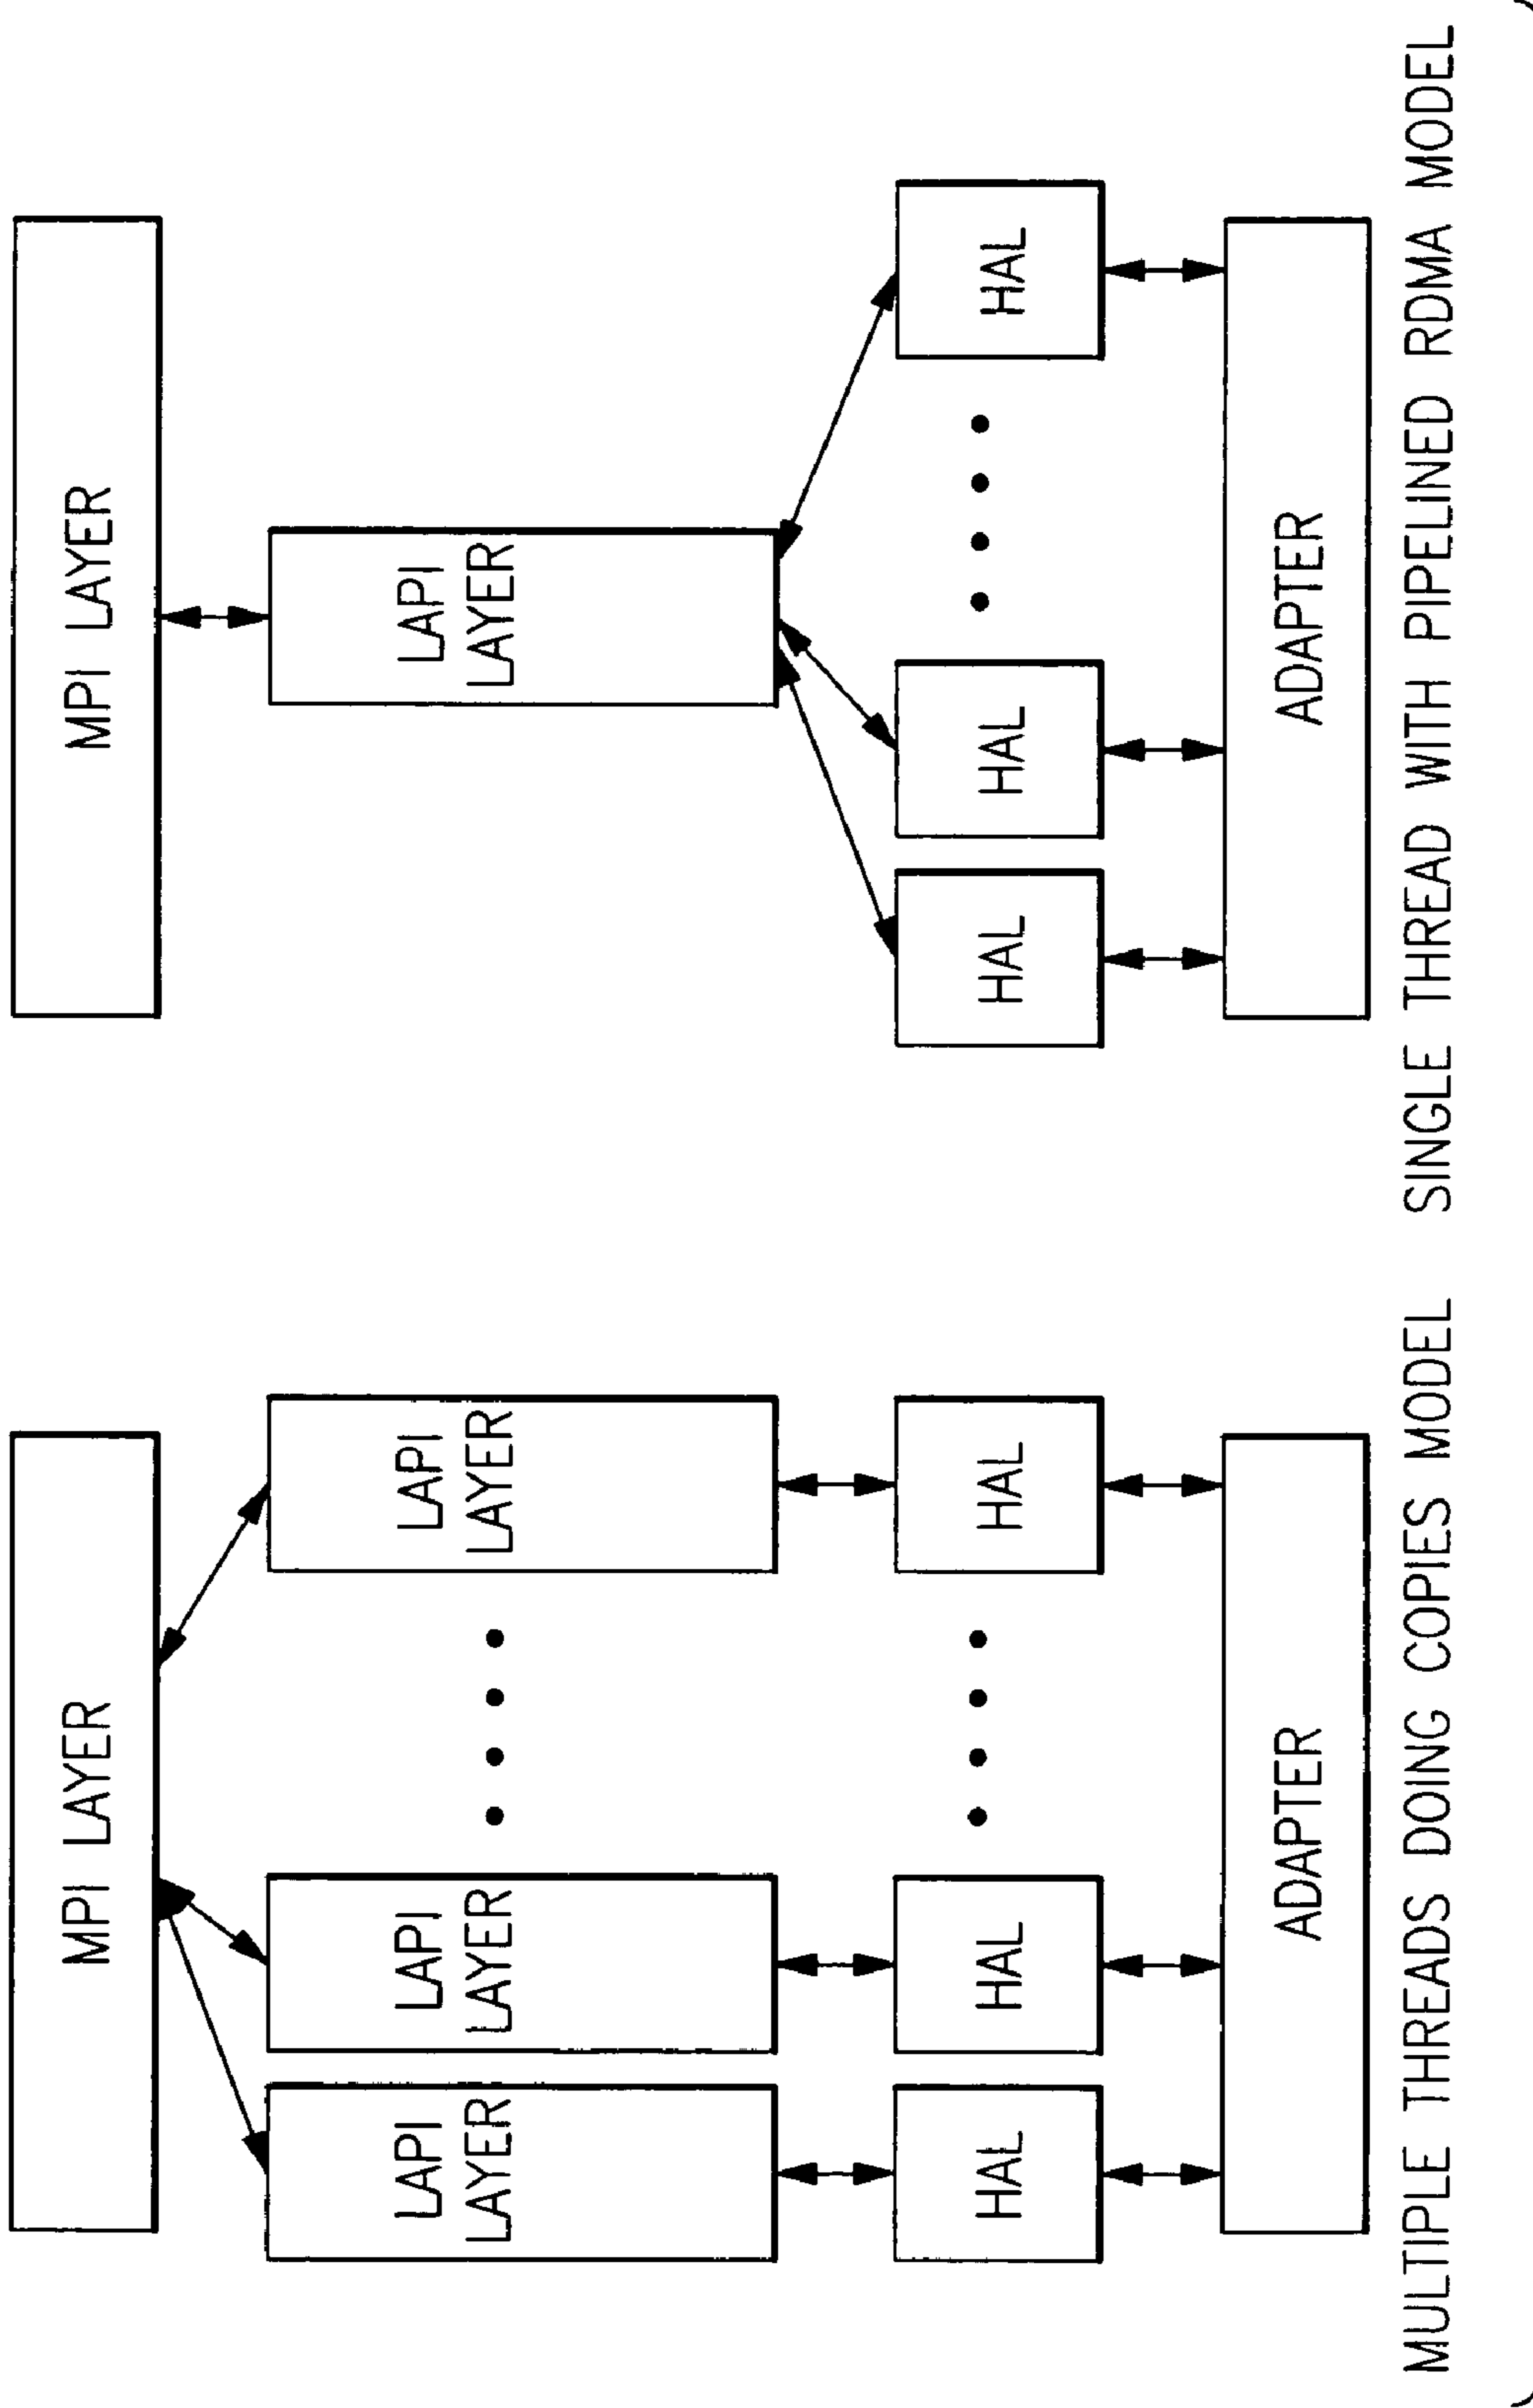 MPI LAYER
LAPI
LAYER
LAPI
LAYER
LAPI
LAYER
HAL
HAL
HAL
ADAPTER
MULTIPLE THREADS DOING COPIES MODEL
MPI LAYER
LAPI
LAYER
HAL
HAL
HAL
ADAPTER
SINGLE THREAD WITH PIPELINED RDMA MODEL